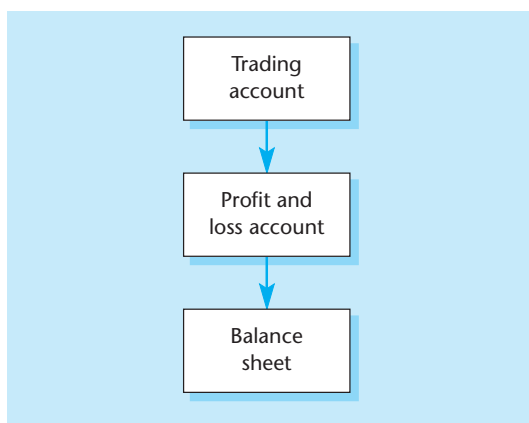 Trading
account
Profit and
loss account
Balance
sheet